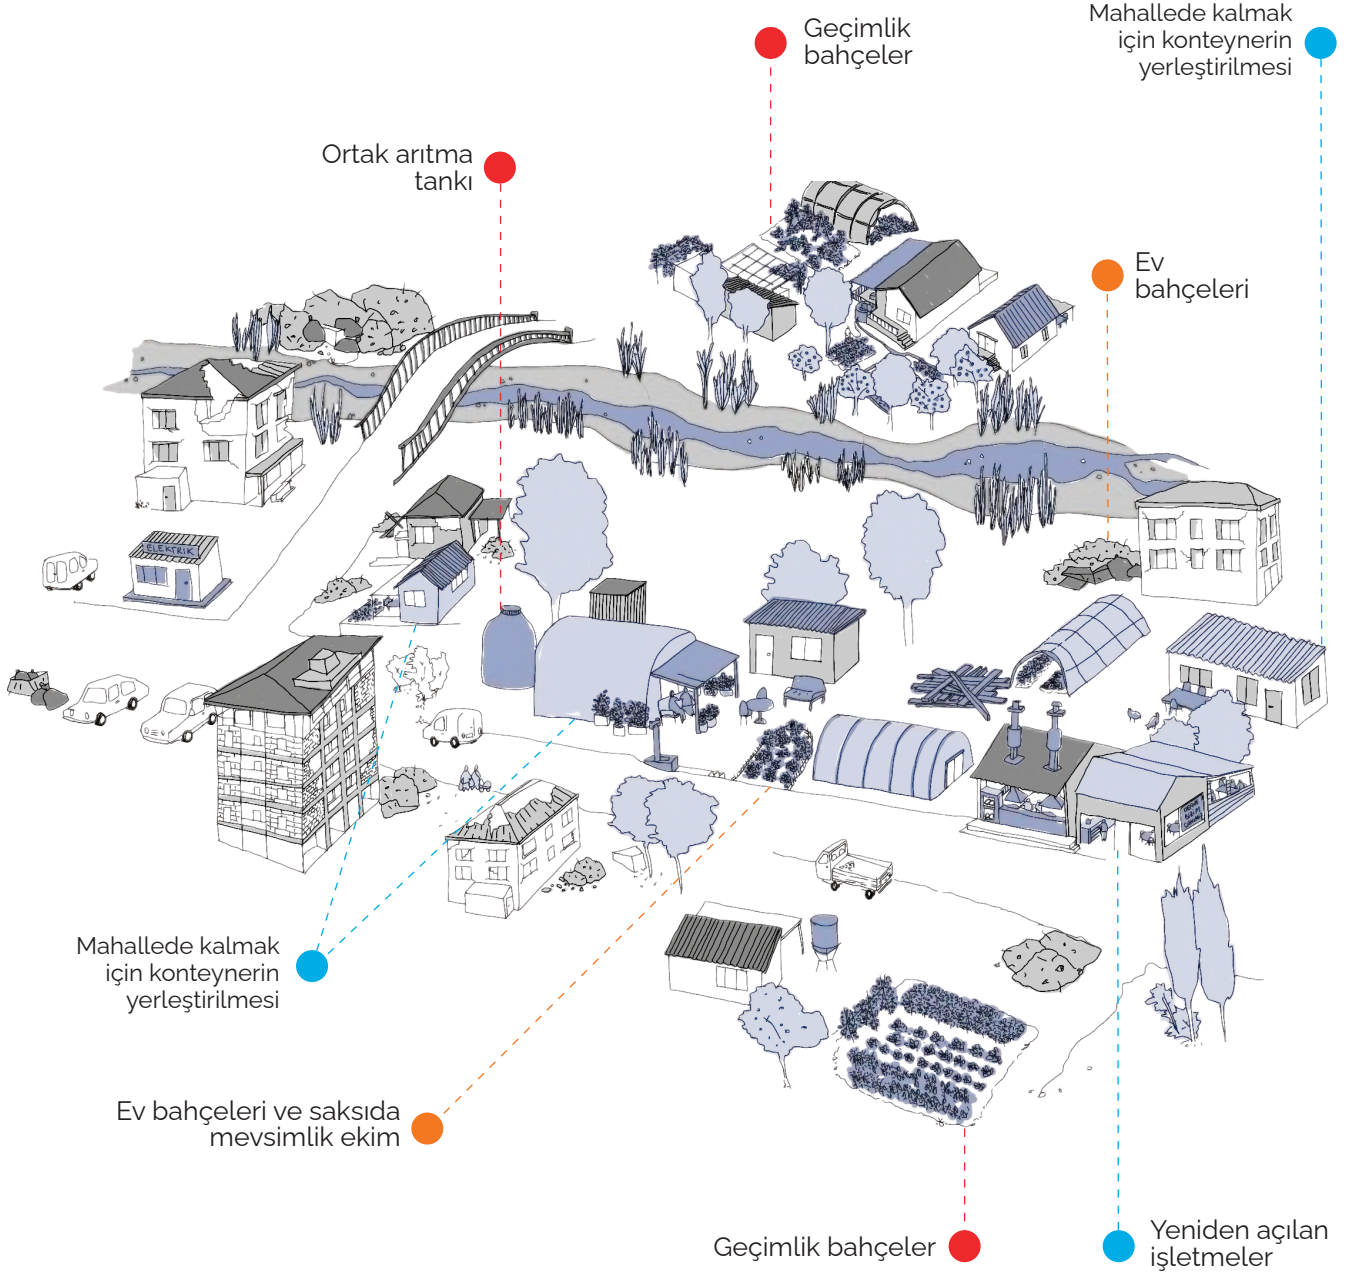 Geçimlik
bahçeler
Mahallede kalmak
için konteynerin
yerleştirilmesi
Ortak arıtma
tankı
Ev
bahçeleri
ELEKTRIK
Mahallede kalmak
için konteynerin
yerleştirilmesi
Ev bahçeleri ve saksıda
mevsimlik ekim
Geçimlik bahçeler
Yeniden açılan
işletmeler